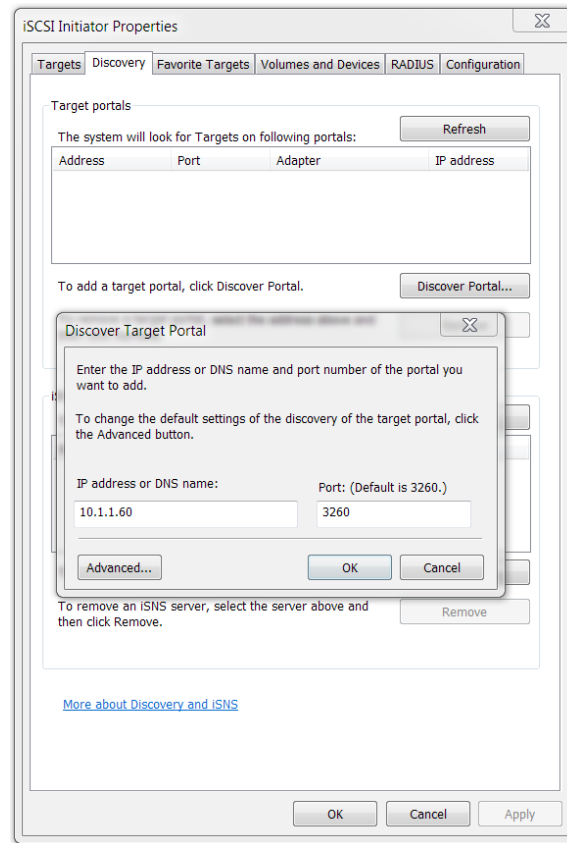 iSCSI Initiator Properties
Targets Discovery Favorite Targets Volumes and Devices RADIUS Configuration
Target portals
The system will look for Targets on following portals:
Refresh
Address Port Adapter IP address
To add a target portal, click Discover Portal.
Discover Portal...
Discover Target Portal
Enter the IP address or DNS name and port number of the portal you
want to add.
To change the default settings of the discovery of the target portal, click
the Advanced button.
IP address or DNS name:
Port: (Default is 3260.)
10.1.1.60
3260
Advanced...
OK
Cancel
To remove an iSNS server, select the server above and
then click Remove.
Remove
More about Discovery and iSNS
OK
Cancel
Apply